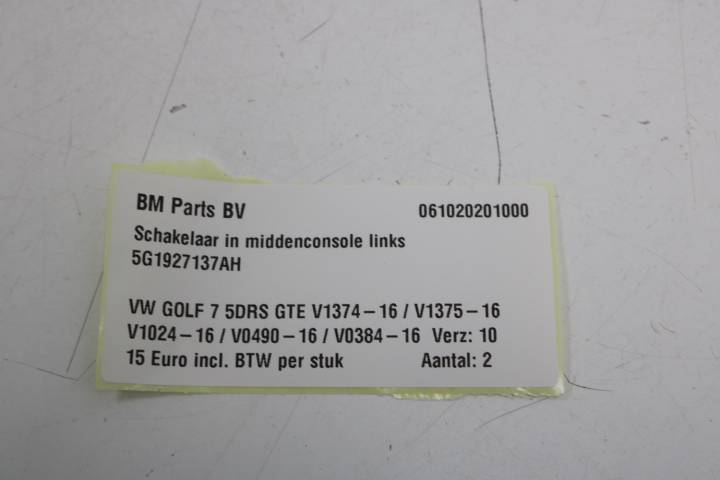 BM Parts BV 061020201000
Schakelaar in middenconsole links
5G1927137AH
VW GOLF 7 5DRS GTE V1374-16 / V1375-16
V1024-16 / V0490-16 / V0384-16 Verz: 10
15 Euro incl. BTW per stuk Aantal: 2